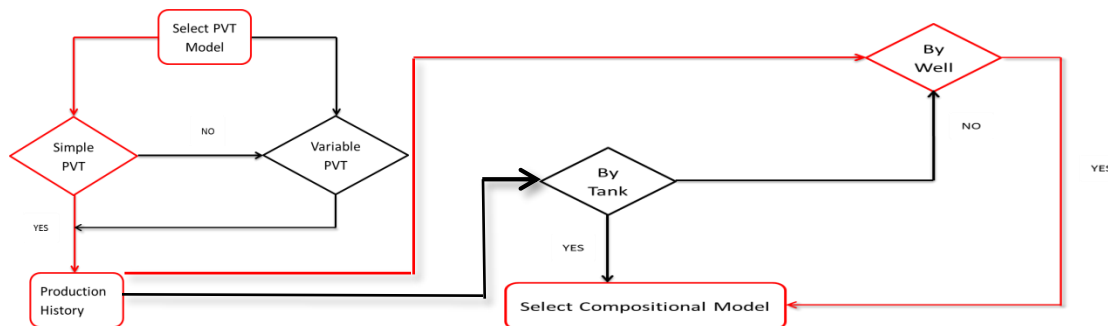 Select PVT
Model
By
Well
NO
Simple
PVT
Variable
PVT
NO
YES
By
Tank
YES
YES
Production
History
Select Compositional Model